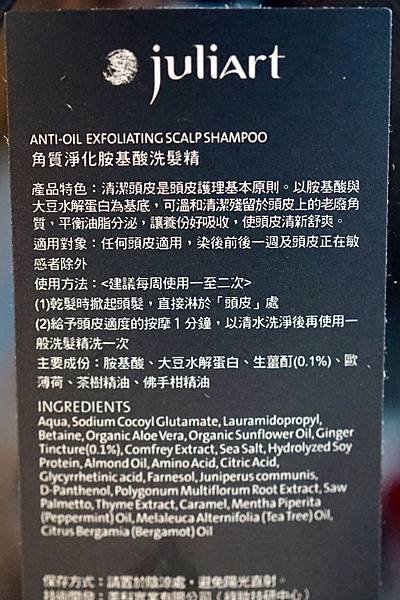 juliart
ANTI-OIL EXFOLIATING SCALP SHAMPOO
角質淨化胺基酸洗髮精
產品特色：清潔頭皮是頭皮護理基本原則。以胺基酸與
大豆水解蛋白為基底，可溫和清潔殘留於頭皮上的老廢角
質，平衡油脂分泌，讓養份好吸收，使頭皮清新舒爽。
適用對象：任何頭皮適用，染後前後一週及頭皮正在敏
感者除外
使用方法：<建議每周使用一至二次>
(1)乾髮時掀起頭髮，直接淋於「頭皮」處
(2)給予頭皮適度的按摩1分鐘，以清水洗淨後再使用一
般洗髮精洗一次
主要成份：胺基酸、大豆水解蛋白、生薑酊(0.1%)、歐
薄荷、茶樹精油、佛手柑精油
INGREDIENTS
Aqua, Sodium Cocoyl Glutamate, Lauramidopropyl,
Betaine, Organic Aloe Vera, Organic Sunflower Oil, Ginger
Tincture(0.1%), Comfrey Extract, Sea Salt, Hydrolyzed Soy
Protein, Almond Oil, Amino Acid, Citric Acid,
Glycyrrhetinic acid, Farnesol, Juniperus communis,
D-Panthenol, Polygonum Multiflorum Root Extract, Saw
Palmetto, Thyme Extract, Caramel, Mentha Piperita
(Peppermint) Oil, Melaleuca Alternifolia (Tea Tree) Oil,
Citrus Bergamia (Bergamot) Oil
保存方式：請置於陰涼處，避免陽光直射。